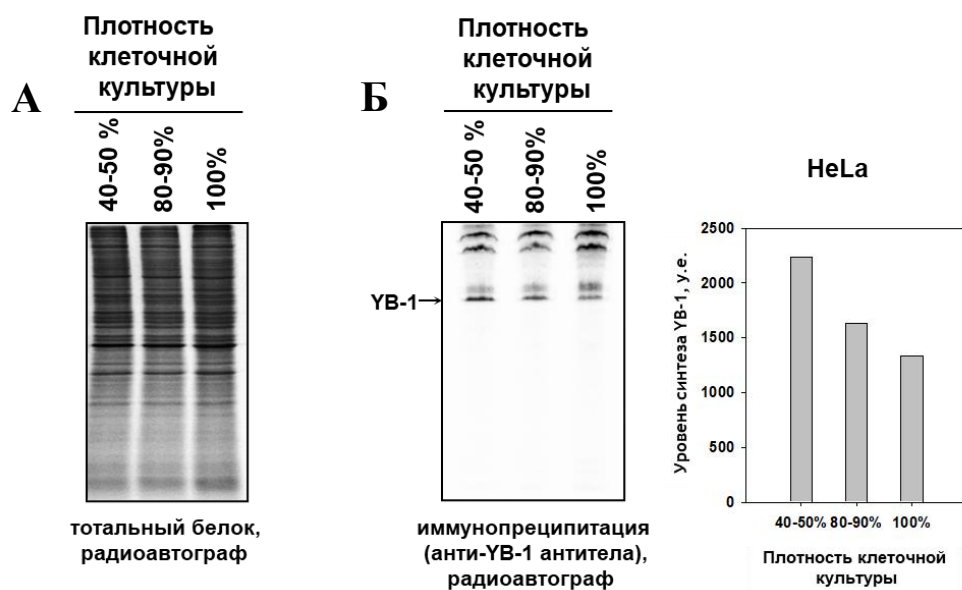 Плотность
клеточной
культуры
А
40-50 %
80-90%
100%
тотальный белок,
радиоавтограф
Плотность
клеточной
культуры
Б
40-50 %
80-90%
100%
YB-1
иммунопреципитация
(анти-YB-1 антитела),
радиоавтограф
HeLa
Уровень синтеза YB-1, у.е.
2500
2000
1500
1000
500
0
40-50%
80-90%
100%
Плотность клеточной
культуры